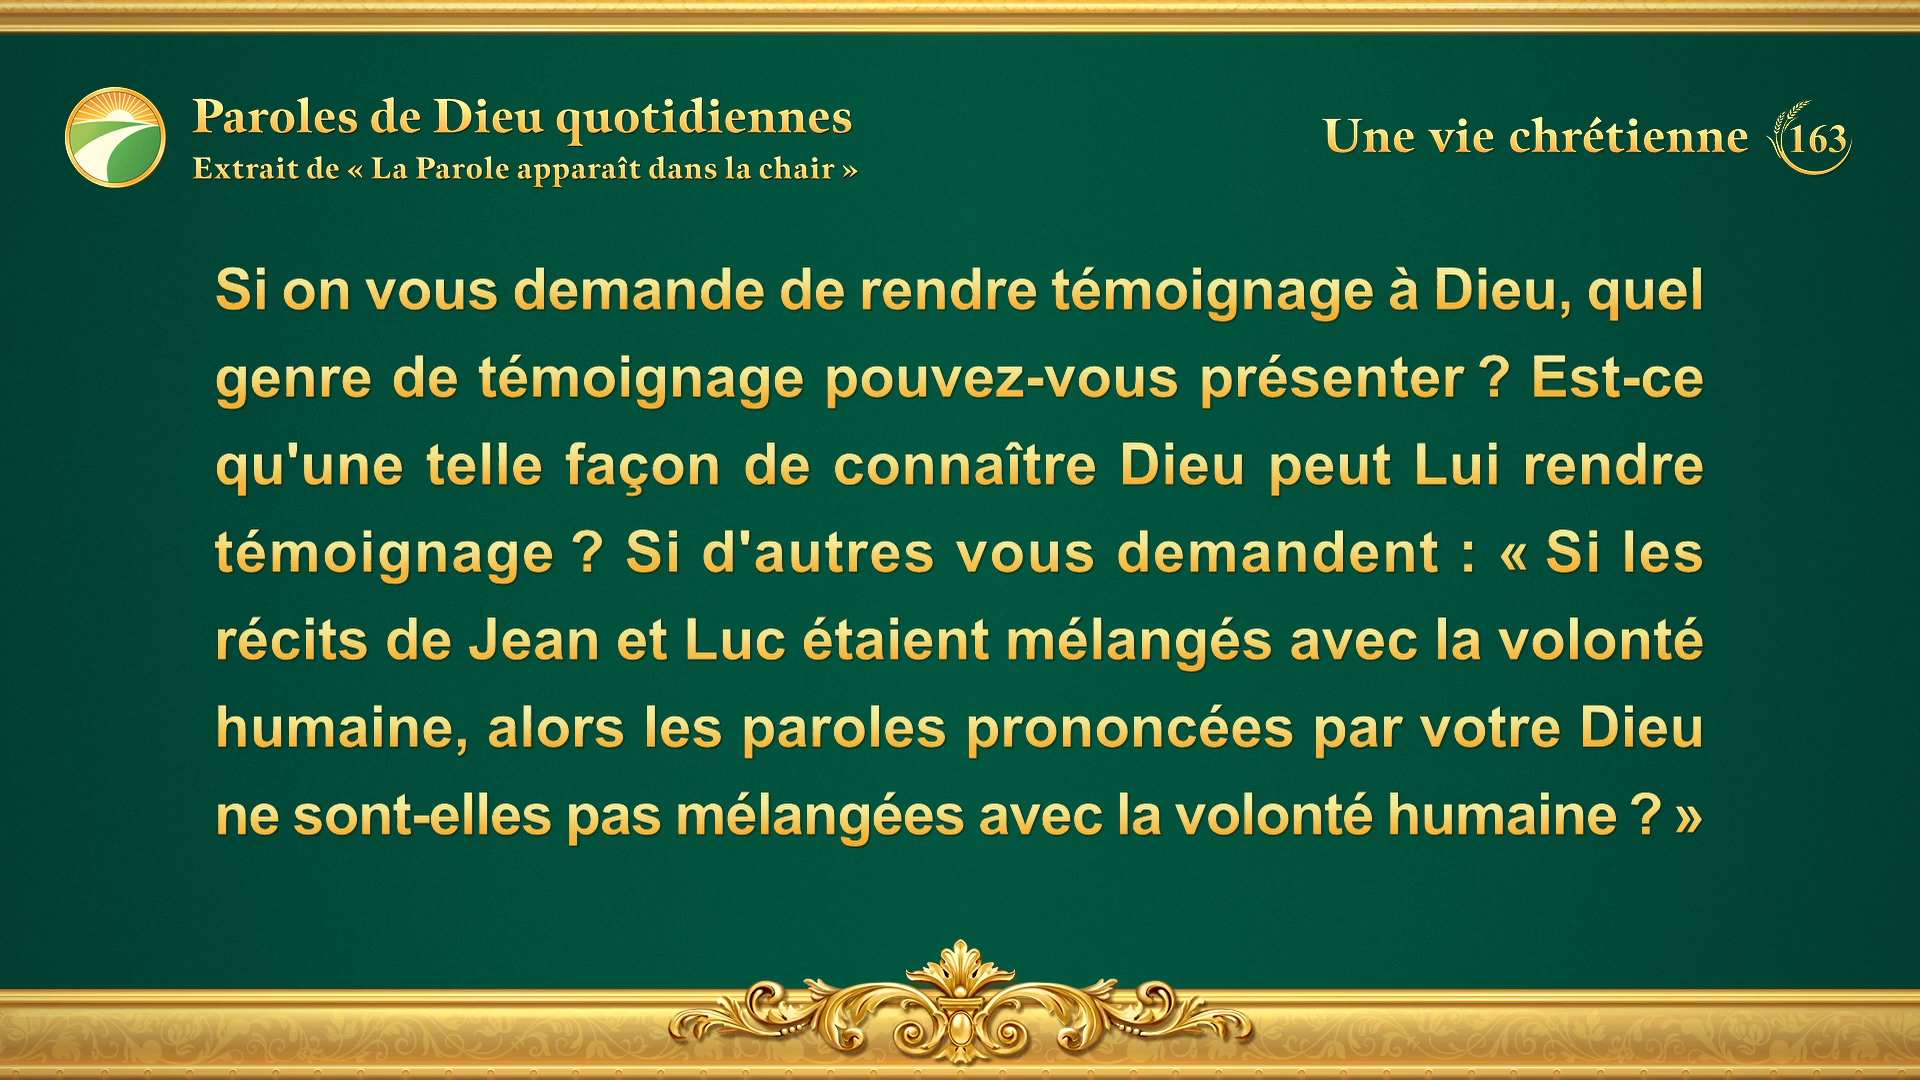 Paroles de Dieu quotidiennes
Extrait de « La Parole apparaît dans la chair »
Une vie chrétienne 163
Si on vous demande de rendre témoignage à Dieu, quel
genre de témoignage pouvez-vous présenter ? Est-ce
qu'une telle façon de connaître Dieu peut Lui rendre
témoignage ? Si d'autres vous demandent : « Si les
récits de Jean et Luc étaient mélangés avec la volonté
humaine, alors les paroles prononcées par votre Dieu
ne sont-elles pas mélangées avec la volonté humaine ? »